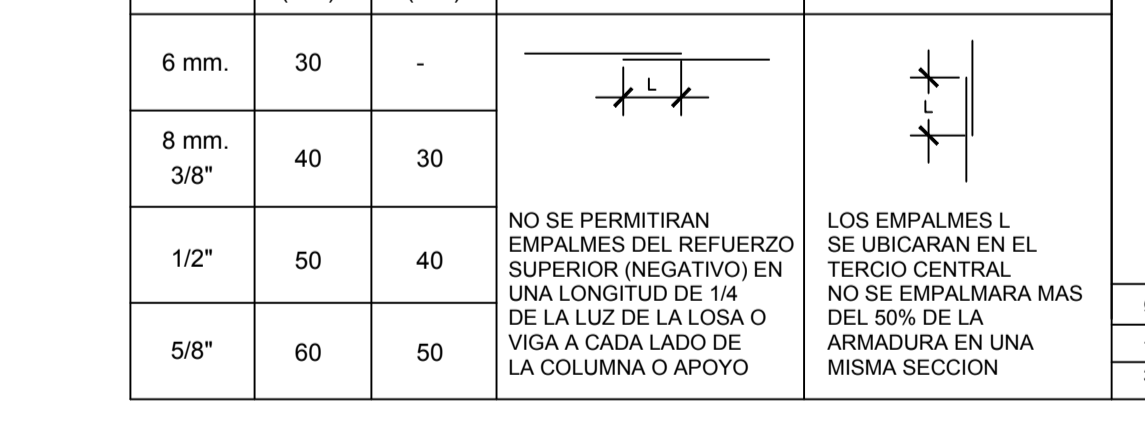 6 mm.
30
-
L
L
8 mm.
3/8"
40
30
1/2"
50
40
5/8"
60
50
NO SE PERMITIRAN
EMPALMES DEL REFUERZO
SUPERIOR (NEGATIVO) EN
UNA LONGITUD DE 1/4
DE LA LUZ DE LA LOSA O
VIGA A CADA LADO DE
LA COLUMNA O APOYO
LOS EMPALMES L
SE UBICARAN EN EL
TERCIO CENTRAL
NO SE EMPALMARA MAS
DEL 50% DE LA
ARMADURA EN UNA
MISMA SECCION